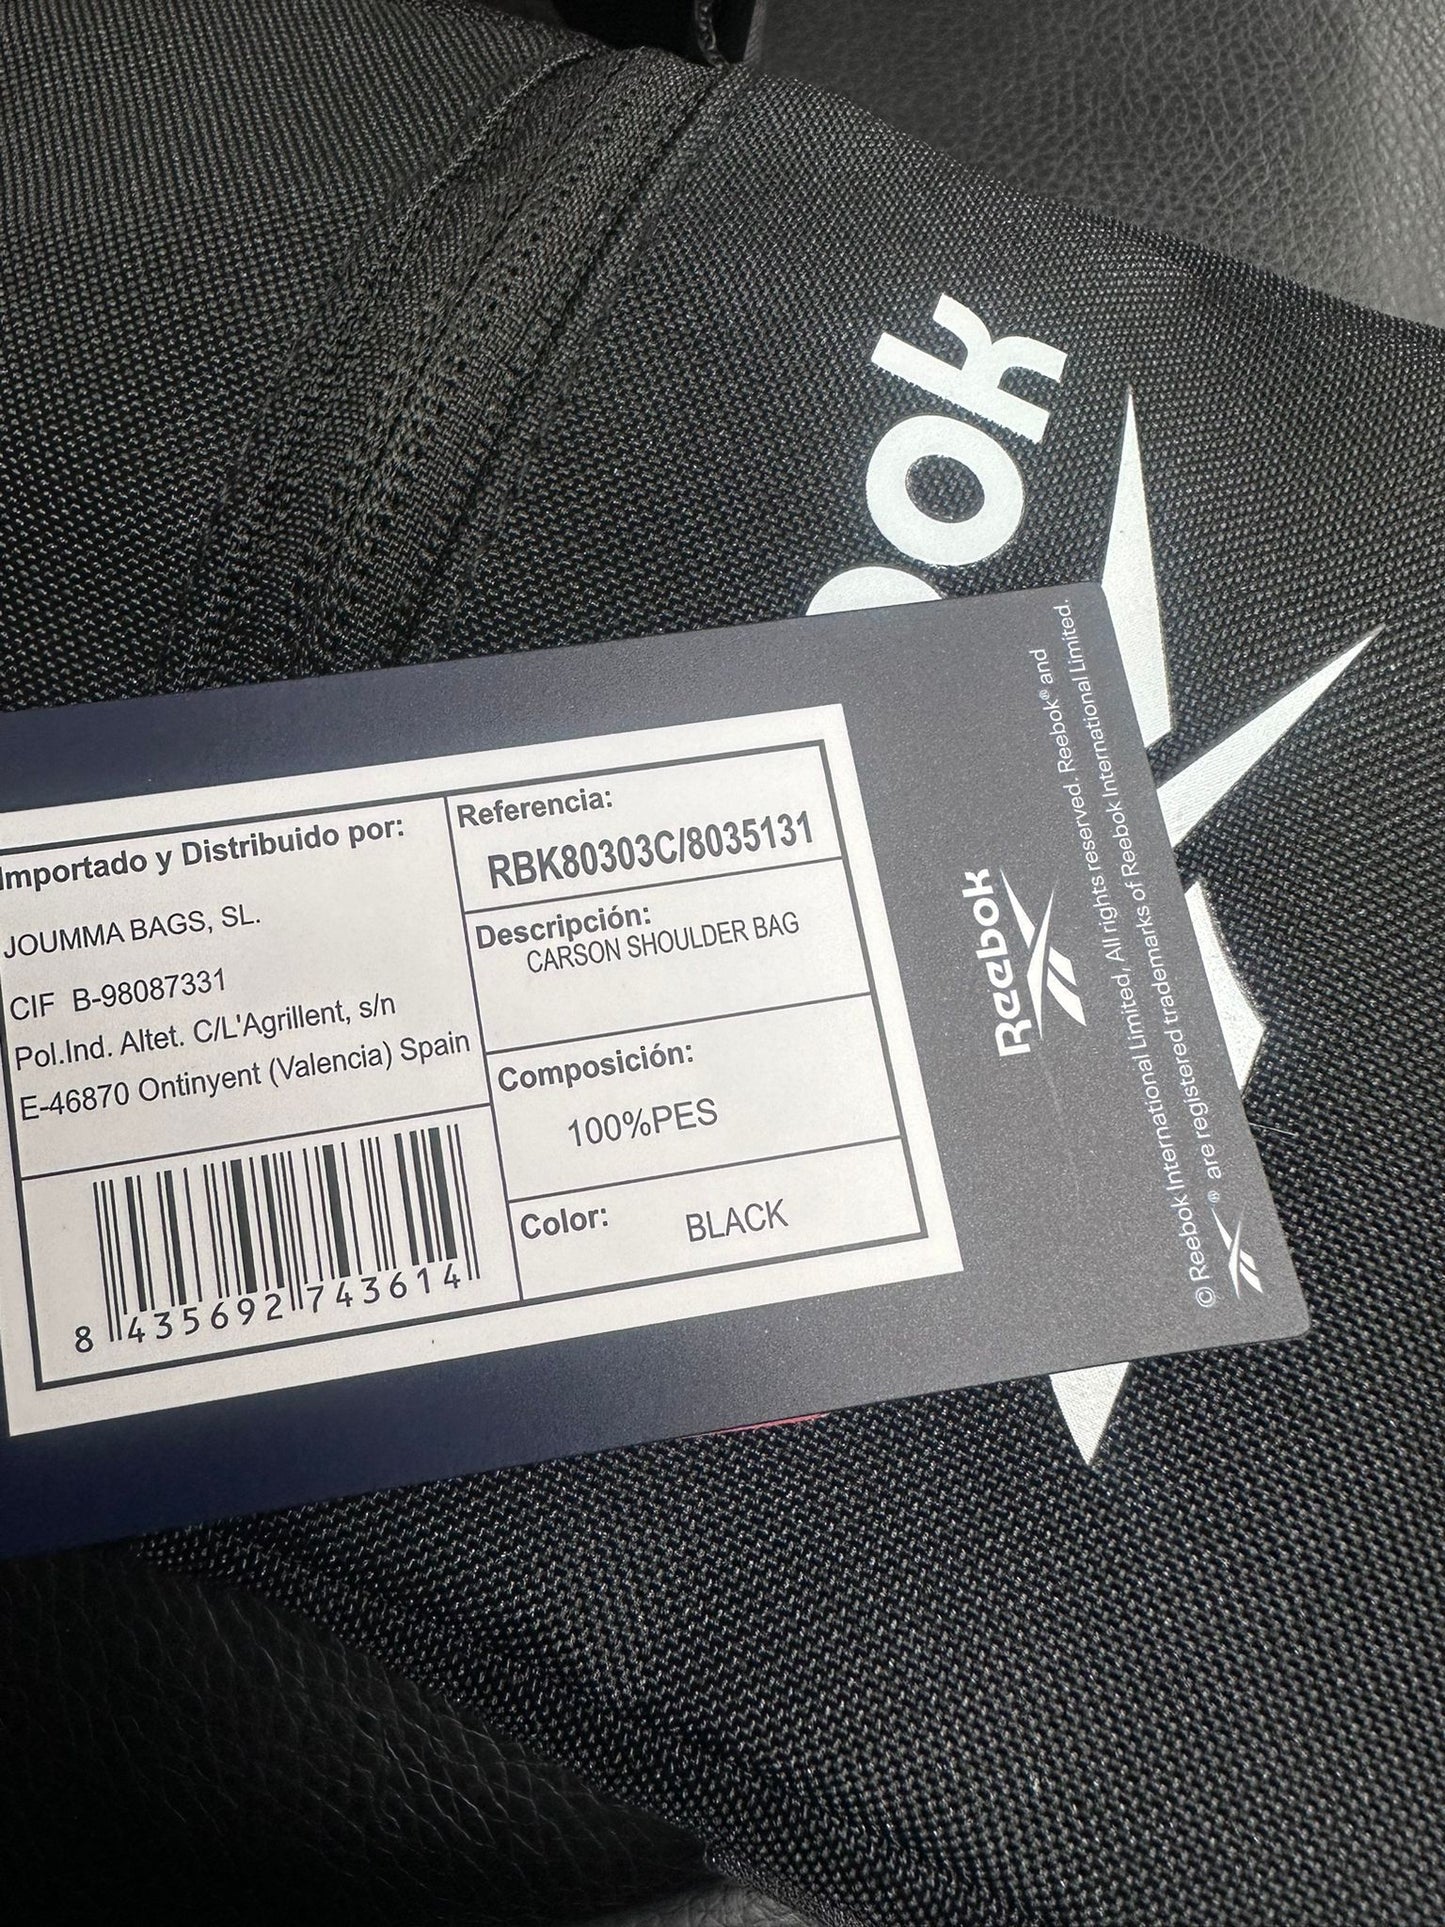 ok
Importado y Distribuido por:
JOUMMA BAGS, SL.
CIF B-98087331
Pol.Ind. Altet. C/L'Agrillent, s/n
E-46870 Ontinyent (Valencia) Spain
8 435692 743614
Referencia:
RBK80303C/8035131
Descripción:
CARSON SHOULDER BAG
Composición:
100%PES
Color: BLACK
Reebok
© Reebok International Limited, All rights reserved. Reebok® and
® are registered trademarks of Reebok International Limited.